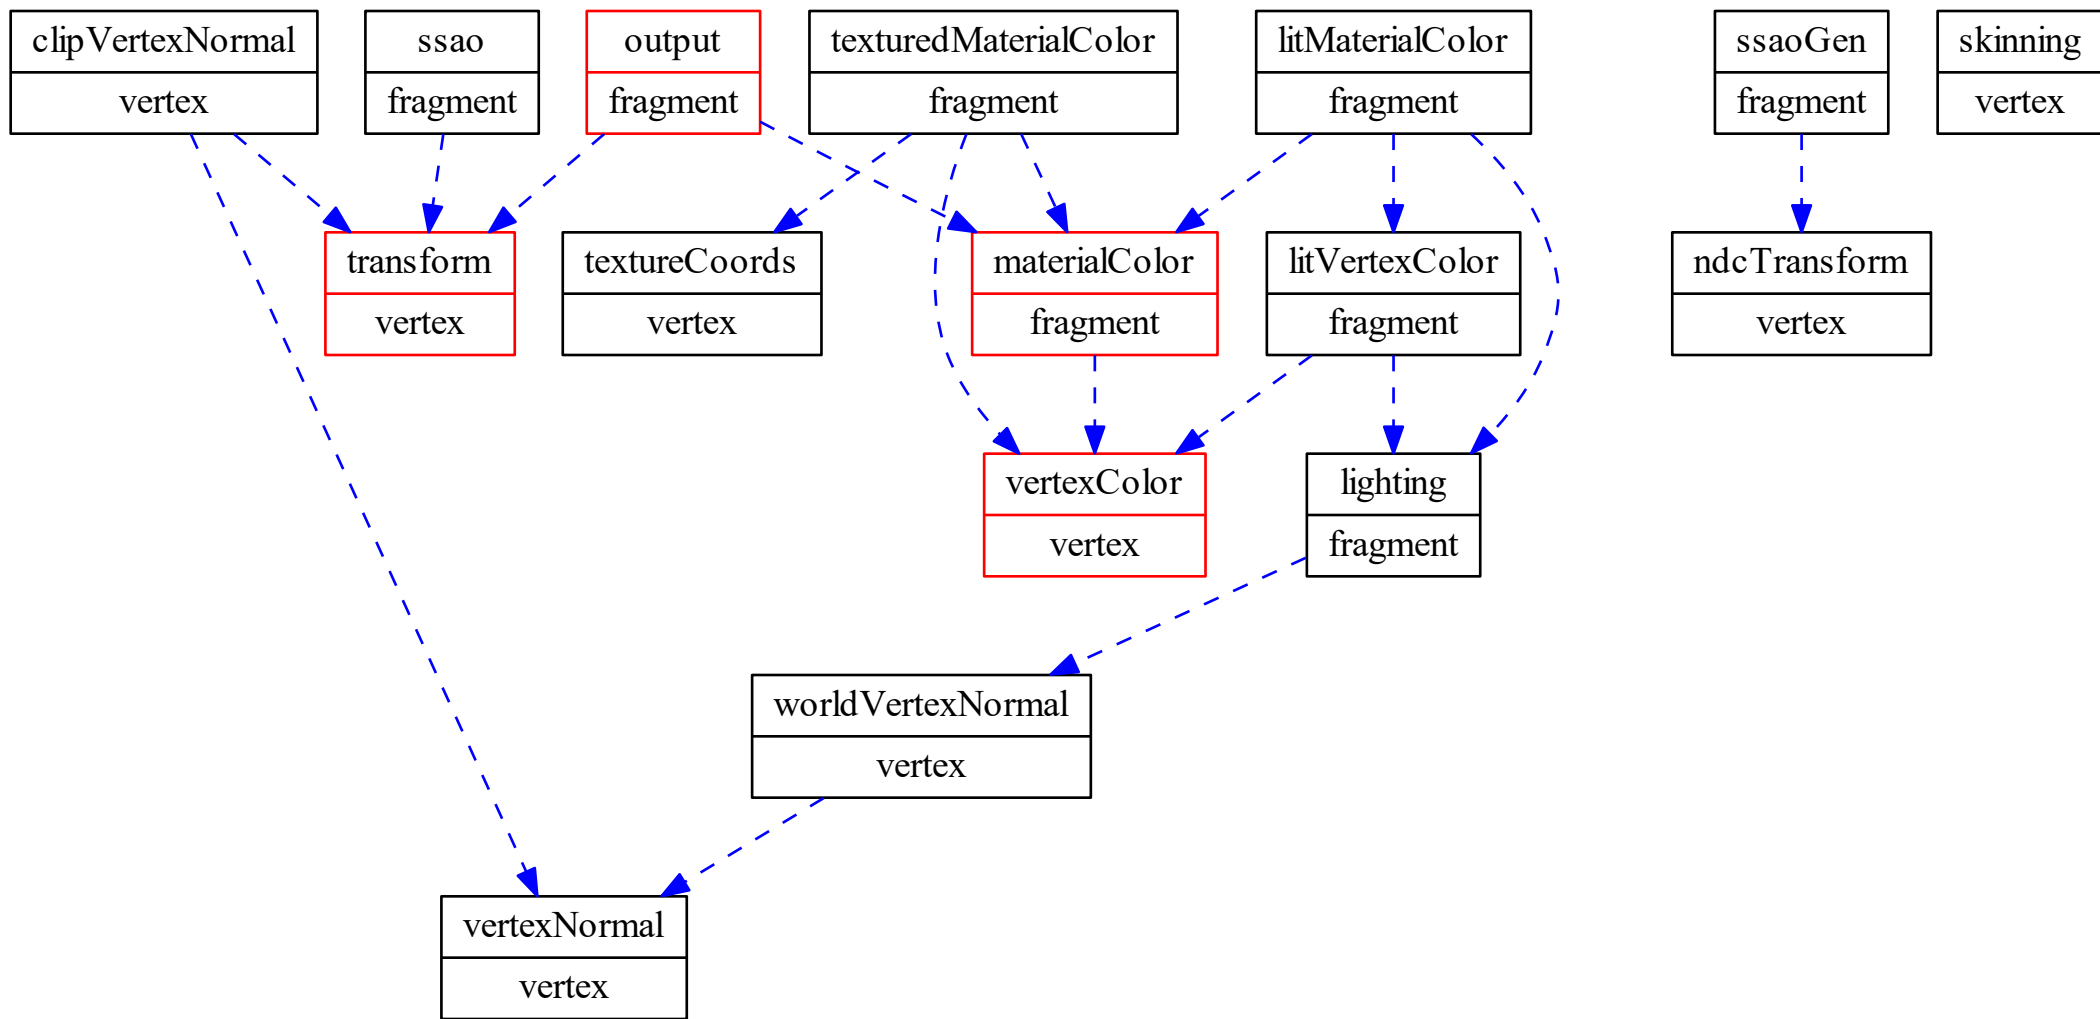 clipVertexNormal
vertex
ssao
fragment
output
fragment
texturedMaterialColor
fragment
litMaterialColor
fragment
ssaoGen
fragment
skinning
vertex
transform
vertex
textureCoords
vertex
materialColor
fragment
litVertexColor
fragment
ndcTransform
vertex
vertexColor
vertex
lighting
fragment
worldVertexNormal
vertex
vertexNormal
vertex